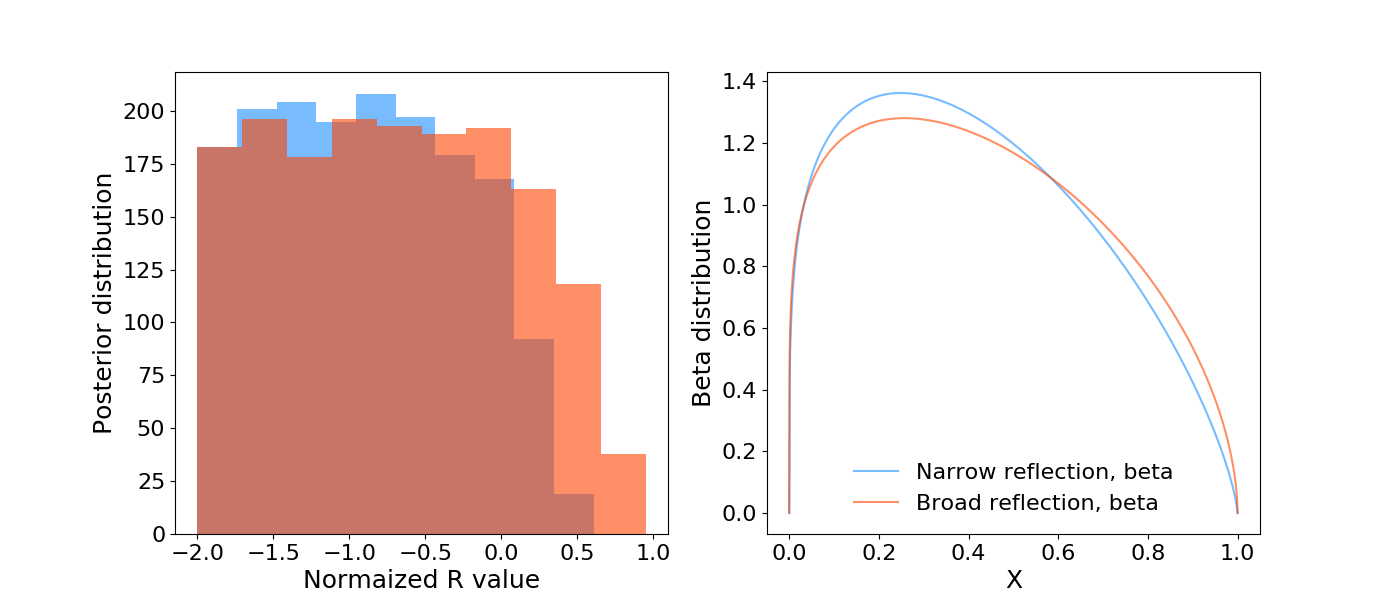 Posterior distribution
200
175
150
125
100
75
50
25
0
−2.0 −1.5 −1.0 −0.5 0.0 0.5 1.0
Normaized R value
Beta distribution
1.4
1.2
1.0
0.8
0.6
0.4
0.2
0.0
Narrow reflection, beta
Broad reflection, beta
0.0 0.2 0.4 0.6 0.8 1.0
X